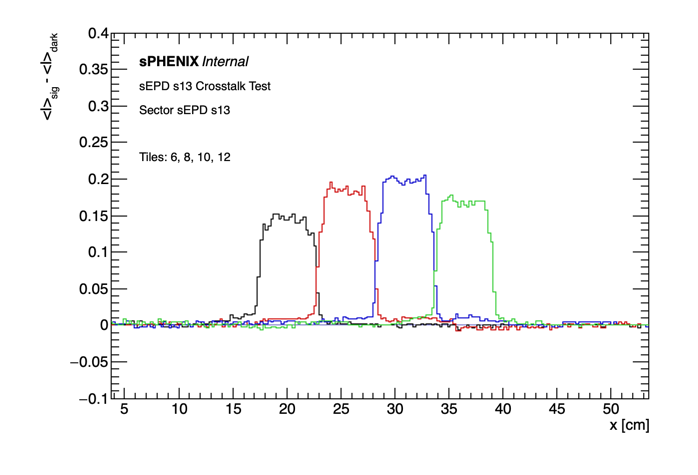 <I>sig - <I>dark
0.4
0.35
0.3
0.25
0.2
0.15
0.1
0.05
0
−0.05
−0.1
sPHENIX Internal
sEPD s13 Crosstalk Test
Sector sEPD s13
Tiles: 6, 8, 10, 12
5 10 15 20 25 30 35 40 45 50
x [cm]